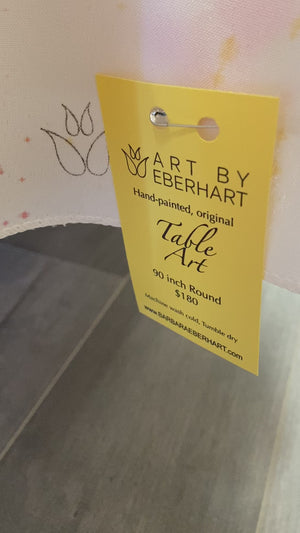 ART BY
EBERHART
Hand-painted, original
Table
Art
90 inch Round
$180
Machine wash cold, Tumble dry
www.BARBARAEBERHART.com